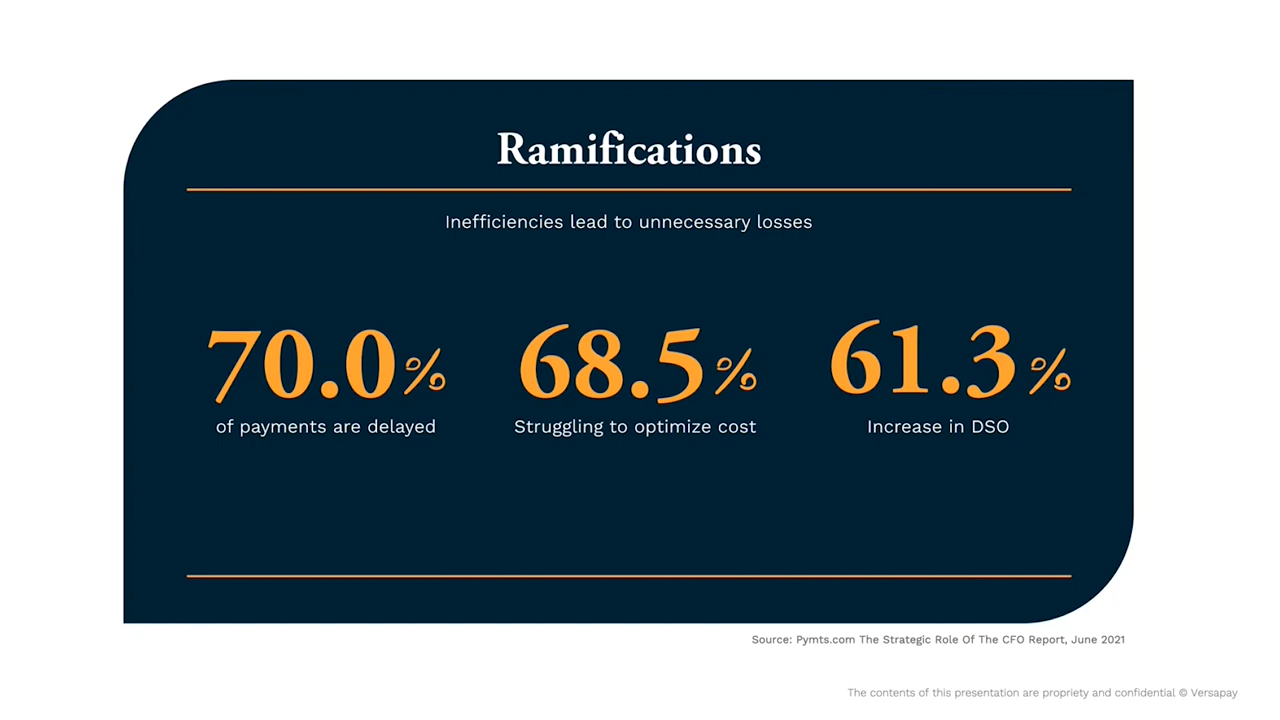 Ramifications
Inefficiencies lead to unnecessary losses
70.0%
of payments are delayed
68.5%
Struggling to optimize cost
61.3%
Increase in DSO
Source: Pymts.com The Strategic Role Of The CFO Report, June 2021
The contents of this presentation are propriety and confidential © Versapay